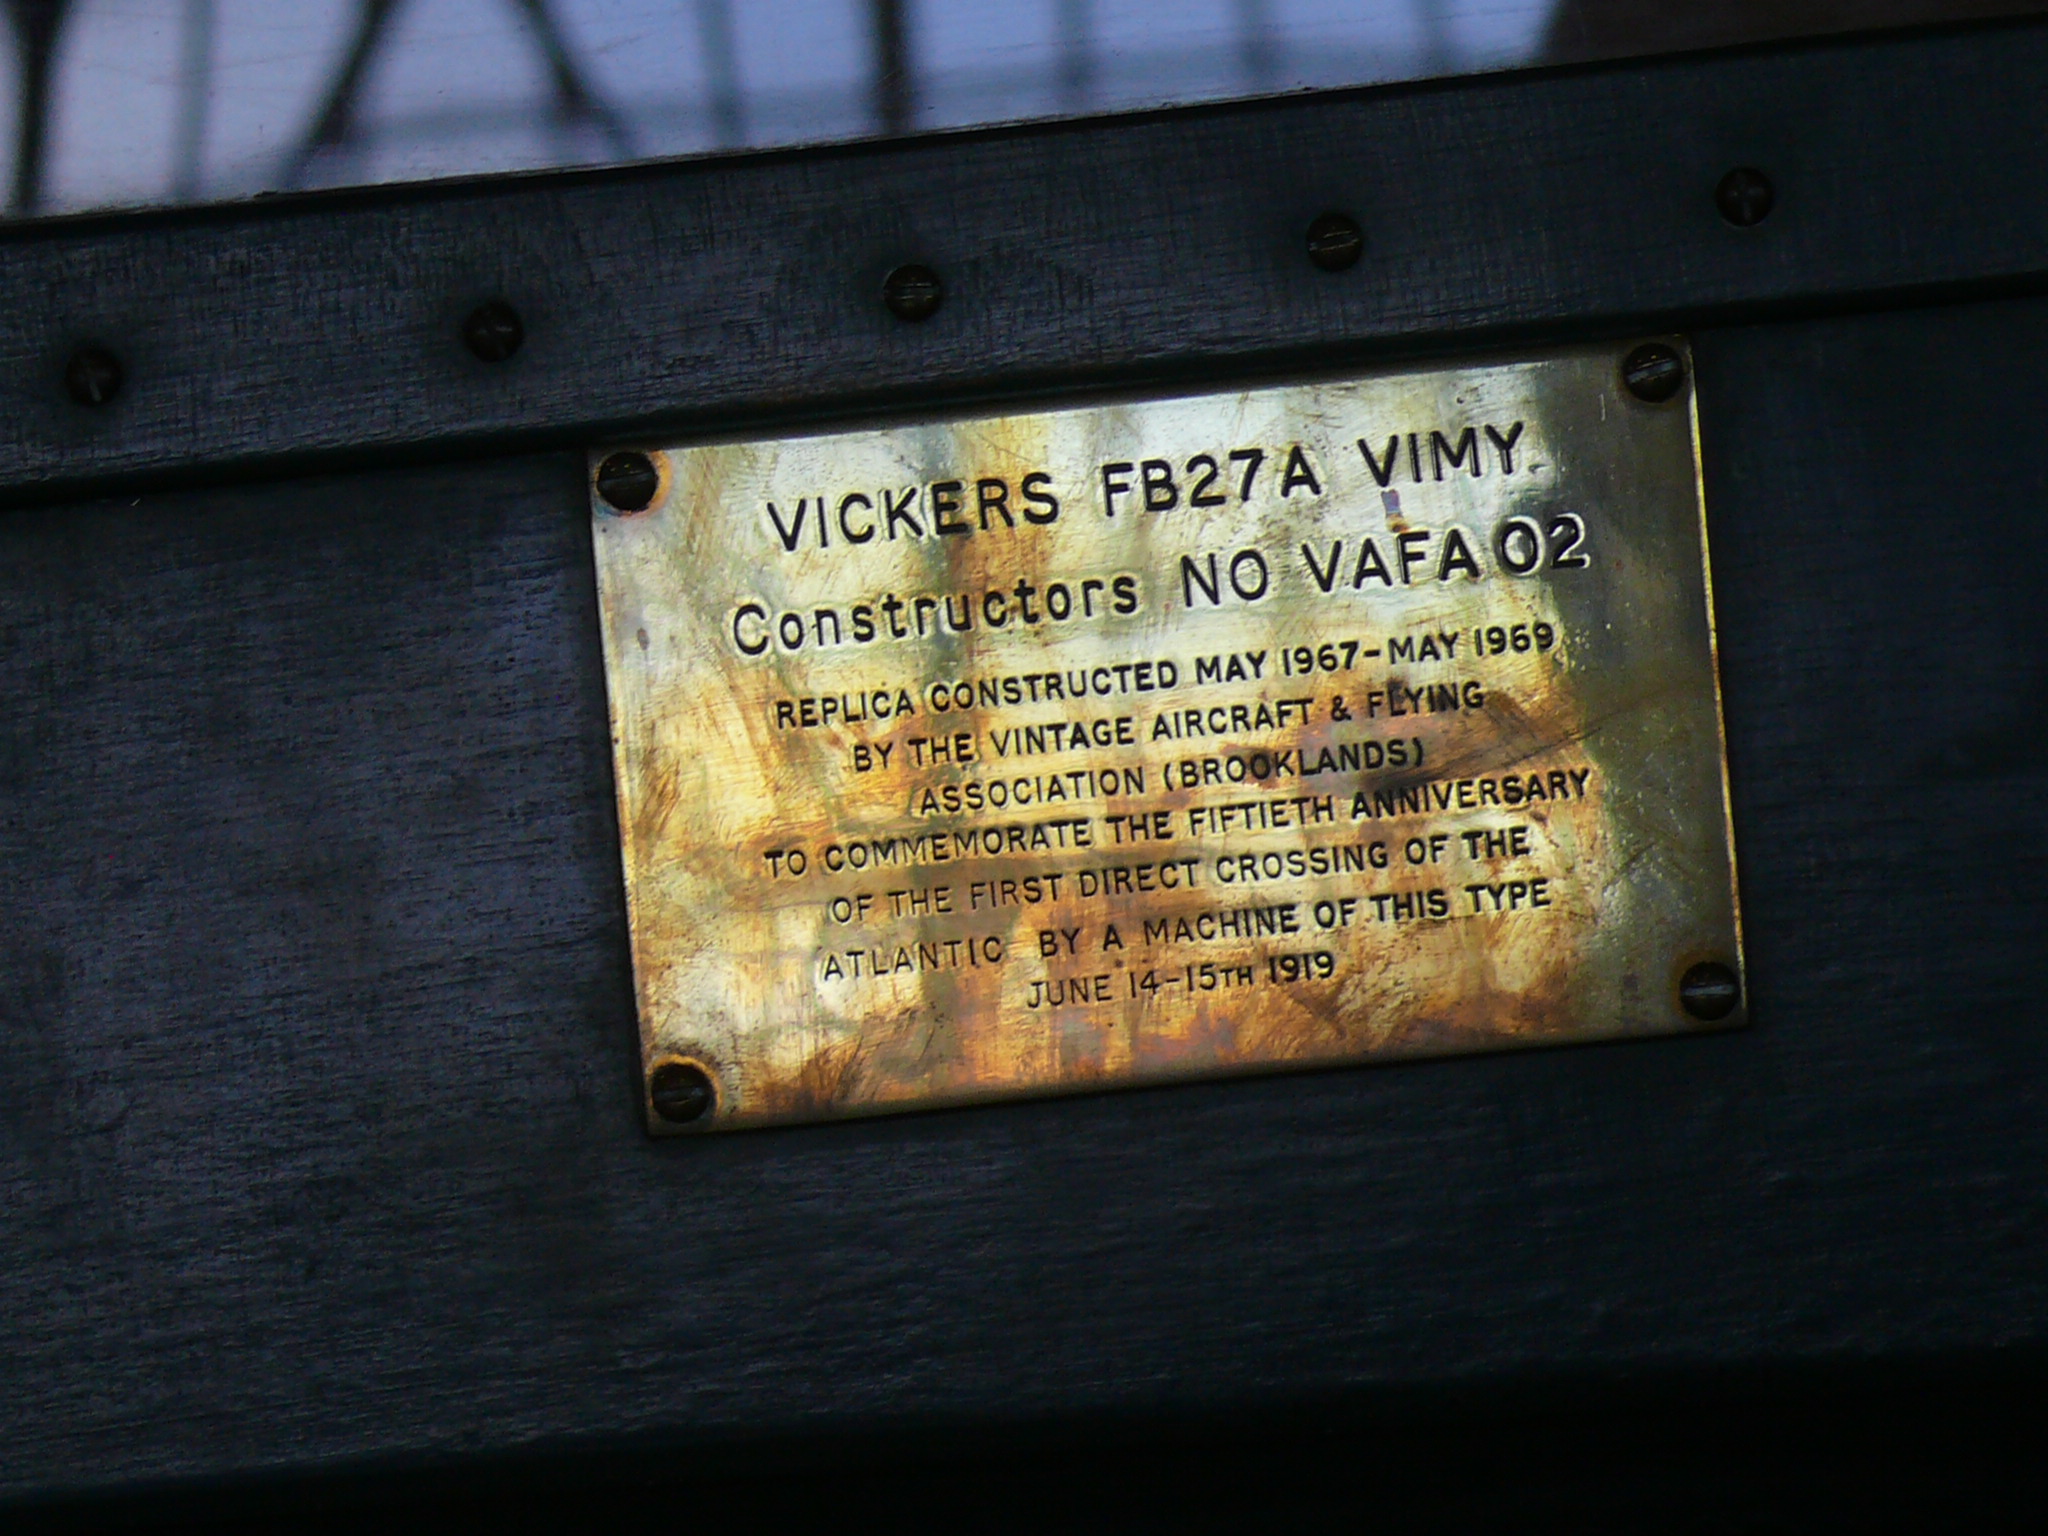 VICKERS FB27A VIMY
Constructors NO VAFA 02
REPLICA CONSTRUCTED MAY 1967-MAY 1969
BY THE VINTAGE AIRCRAFT & FLYING
ASSOCIATION (BROOKLANDS)
TO COMMEMORATE THE FIFTIETH ANNIVERSARY
OF THE FIRST DIRECT CROSSING OF THE
ATLANTIC BY A MACHINE OF THIS TYPE
JUNE 14-15TH 1919